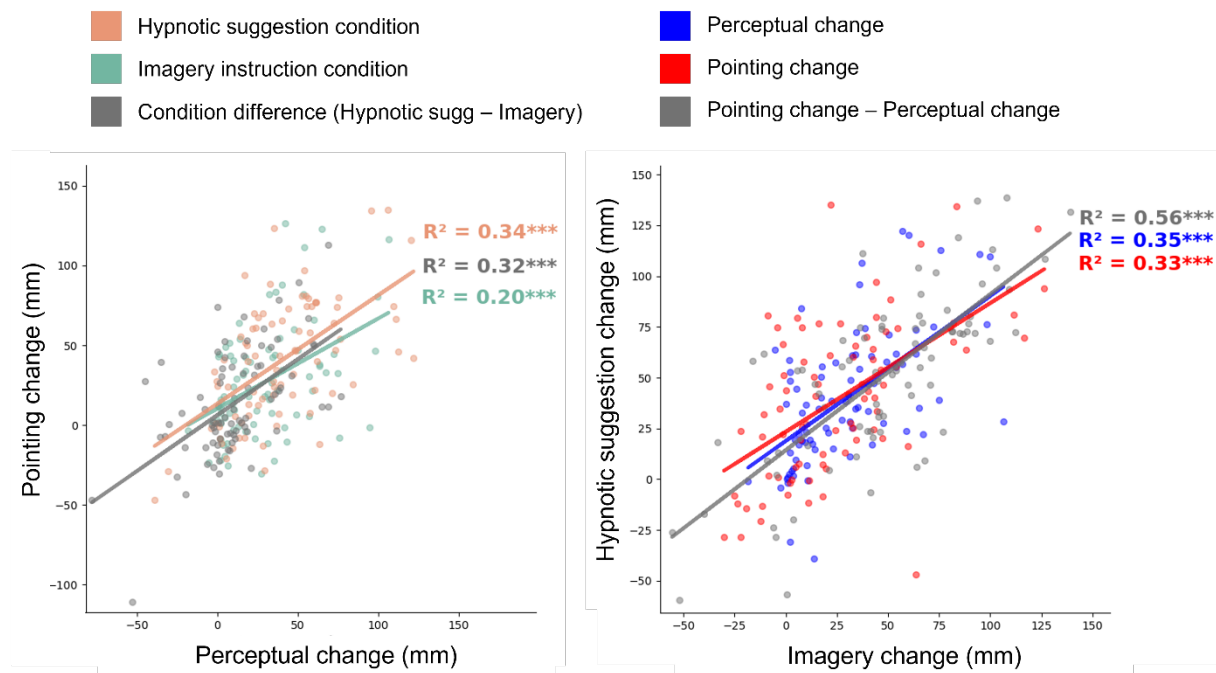 Hypnotic suggestion condition
Imagery instruction condition
Condition difference (Hypnotic sugg – Imagery)
Perceptual change
Pointing change
Pointing change – Perceptual change
Pointing change (mm)
150
100
50
0
−50
−100
R² = 0.34***
R² = 0.32***
R² = 0.20***
−50
0
50
100
150
Perceptual change (mm)
Hypnotic suggestion change (mm)
150
125
100
75
50
25
0
−25
−50
R² = 0.56***
R² = 0.35***
R² = 0.33***
−50
−25
0
25
50
75
100
125
150
Imagery change (mm)